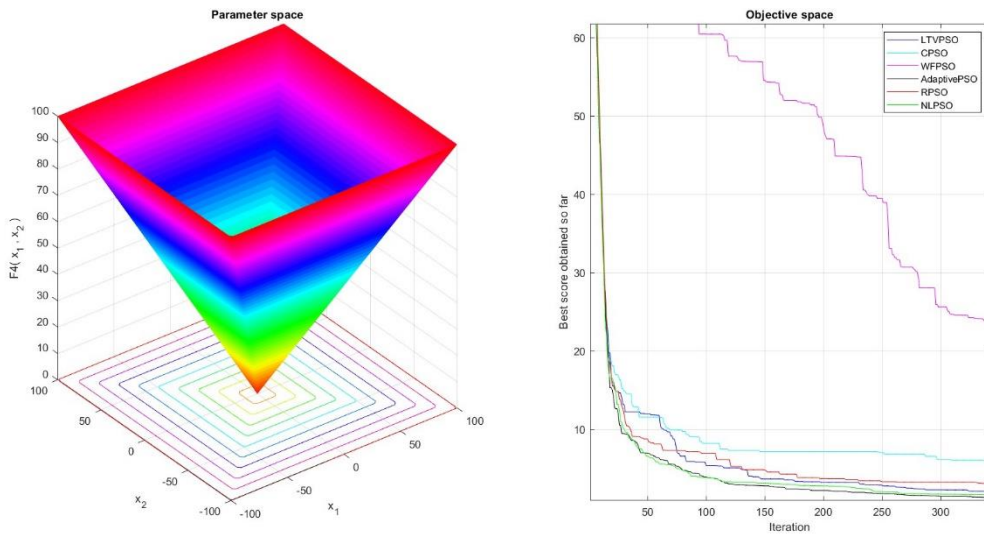 Parameter space
100
90
80
70
60
50
40
30
20
10
0
F4( x1 , x2 )
100
50
0
-50
-100
x2
-100
-50
0
50
100
x1
Objective space
60
50
40
30
20
10
Best score obtained so far
50
100
150
200
250
300
Iteration
LTVPSO
CPSO
WFPSO
AdaptivePSO
RPSO
NLPSO